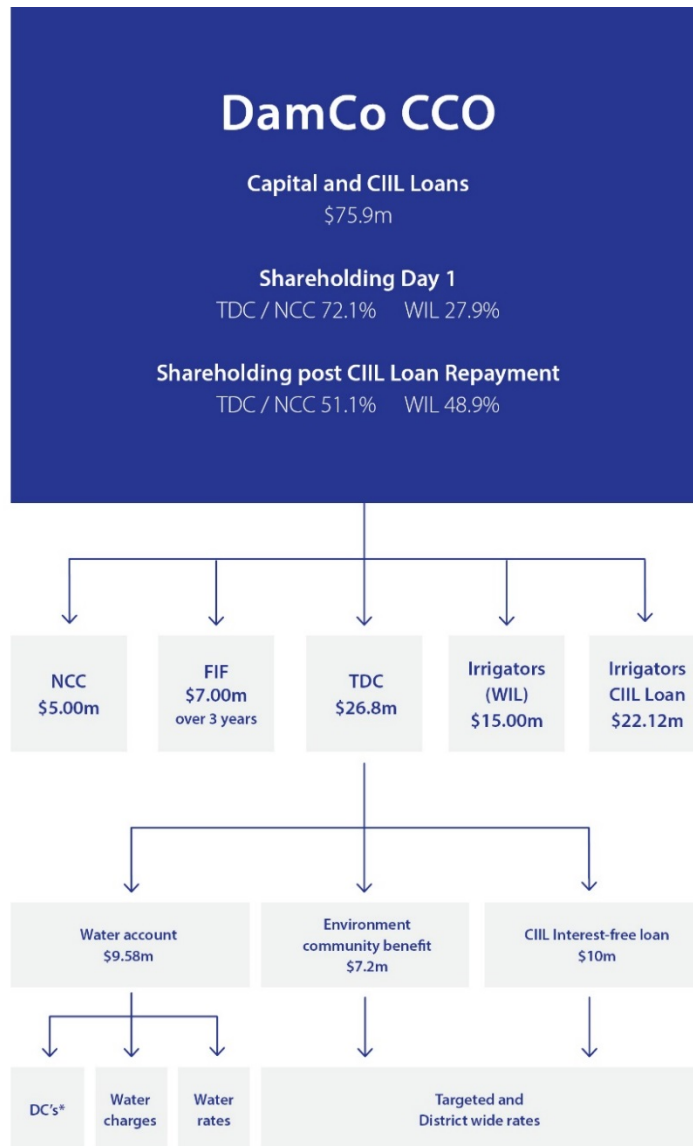 DamCo CCO
Capital and CIIL Loans
$75.9m
Shareholding Day 1
TDC / NCC 72.1% WIL 27.9%
Shareholding post CIIL Loan Repayment
TDC / NCC 51.1% WIL 48.9%
NCC
$5.00m
FIF
$7.00m
over 3 years
TDC
$26.8m
Irrigators
(WIL)
$15.00m
Irrigators
CIIL Loan
$22.12m
Water account
$9.58m
Environment
community benefit
$7.2m
CIIL Interest-free loan
$10m
DC's*
Water
charges
Water
rates
Targeted and
District wide rates